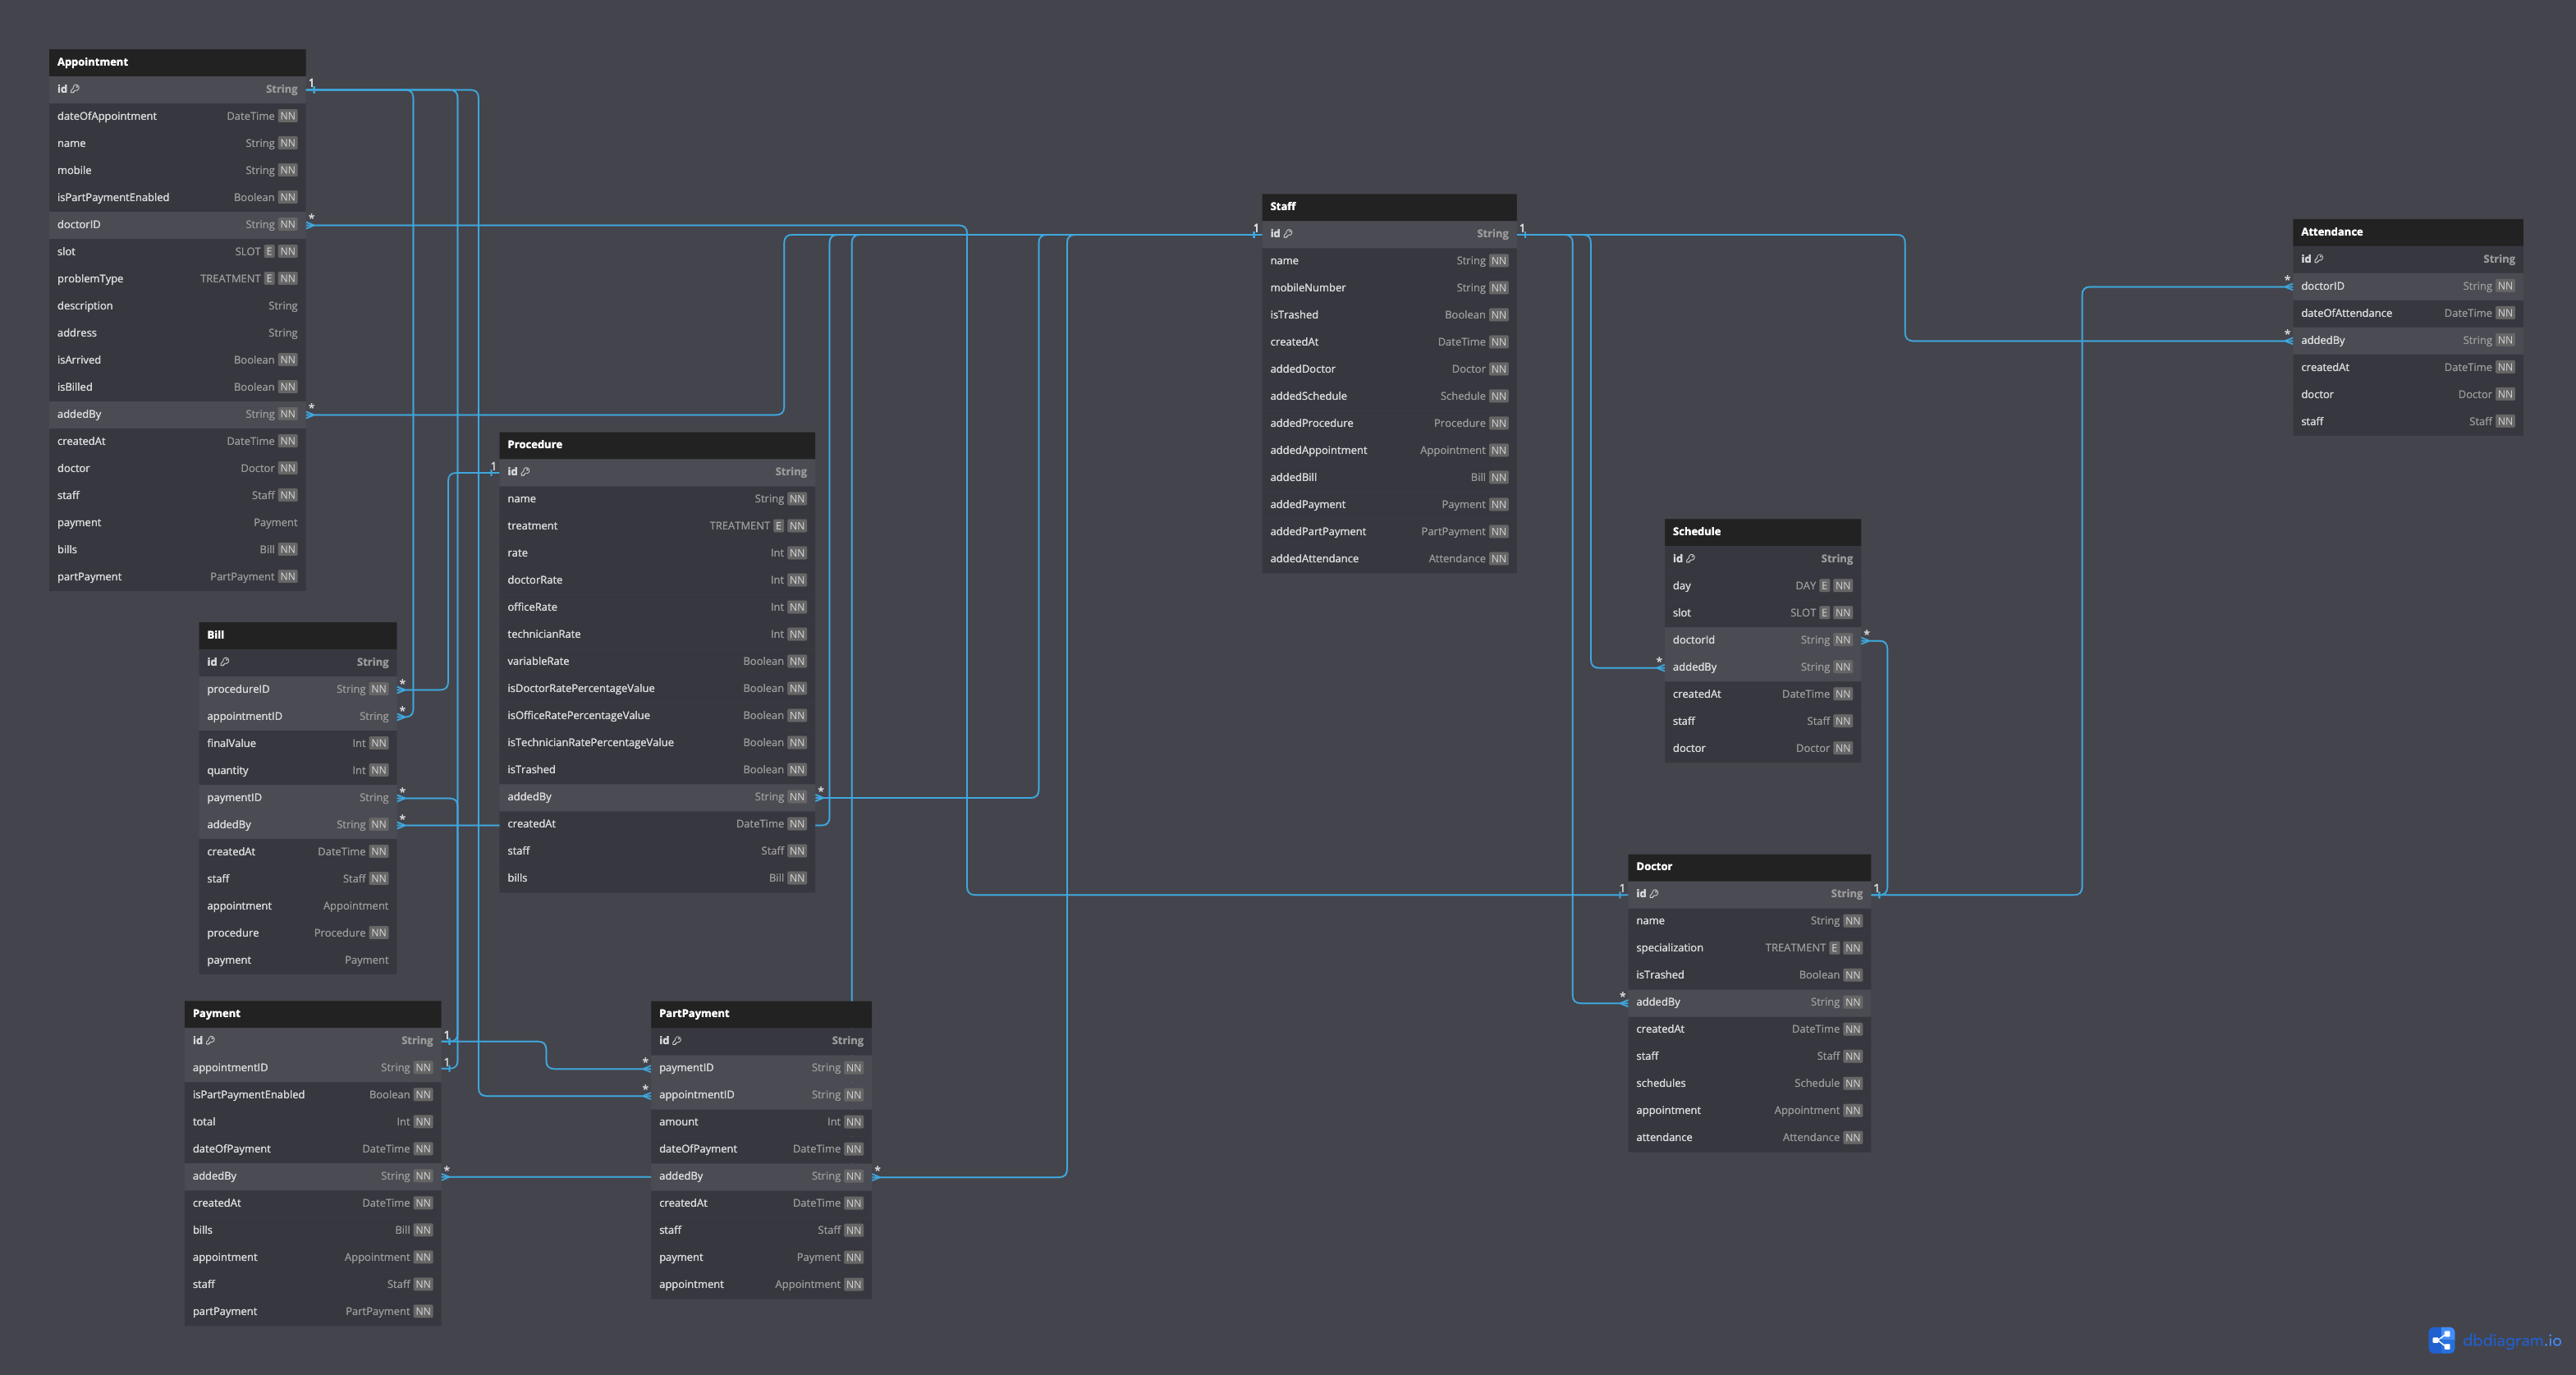 Appointment
id String
dateOfAppointment DateTime NN
name String NN
mobile String NN
isPartPaymentEnabled Boolean NN
doctorID String NN
slot SLOT E NN
problemType TREATMENT E NN
description String
address String
isArrived Boolean NN
isBilled Boolean NN
addedBy String NN
createdAt DateTime NN
doctor Doctor NN
staff Staff NN
payment Payment
bills Bill NN
partPayment PartPayment NN
1
*
*
Bill
id String
procedureID String NN
appointmentID String
finalValue Int NN
quantity Int NN
paymentID String
addedBy String NN
createdAt DateTime NN
staff Staff NN
appointment Appointment
procedure Procedure NN
payment Payment
*
*
*
*
Payment
id String
appointmentID String NN
isPartPaymentEnabled Boolean NN
total Int NN
dateOfPayment DateTime NN
addedBy String NN
createdAt DateTime NN
bills Bill NN
appointment Appointment NN
staff Staff NN
partPayment PartPayment NN
1
1
*
Procedure
id String
name String NN
treatment TREATMENT E NN
rate Int NN
doctorRate Int NN
officeRate Int NN
technicianRate Int NN
variableRate Boolean NN
isDoctorRatePercentageValue Boolean NN
isOfficeRatePercentageValue Boolean NN
isTechnicianRatePercentageValue Boolean NN
isTrashed Boolean NN
addedBy String NN
createdAt DateTime NN
staff Staff NN
bills Bill NN
1
*
PartPayment
id String
paymentID String NN
appointmentID String NN
amount Int NN
dateOfPayment DateTime NN
addedBy String NN
createdAt DateTime NN
staff Staff NN
payment Payment NN
appointment Appointment NN
*
*
*
Staff
id String
name String NN
mobileNumber String NN
isTrashed Boolean NN
createdAt DateTime NN
addedDoctor Doctor NN
addedSchedule Schedule NN
addedProcedure Procedure NN
addedAppointment Appointment NN
addedBill Bill NN
addedPayment Payment NN
addedPartPayment PartPayment NN
addedAttendance Attendance NN
1
1
Schedule
id String
day DAY E NN
slot SLOT E NN
doctorId String NN
addedBy String NN
createdAt DateTime NN
staff Staff NN
doctor Doctor NN
*
*
Doctor
id String
name String NN
specialization TREATMENT E NN
isTrashed Boolean NN
addedBy String NN
createdAt DateTime NN
staff Staff NN
schedules Schedule NN
appointment Appointment NN
attendance Attendance NN
1
1
*
Attendance
id String
doctorID String NN
dateOfAttendance DateTime NN
addedBy String NN
createdAt DateTime NN
doctor Doctor NN
staff Staff NN
*
*
dbdiagram.io